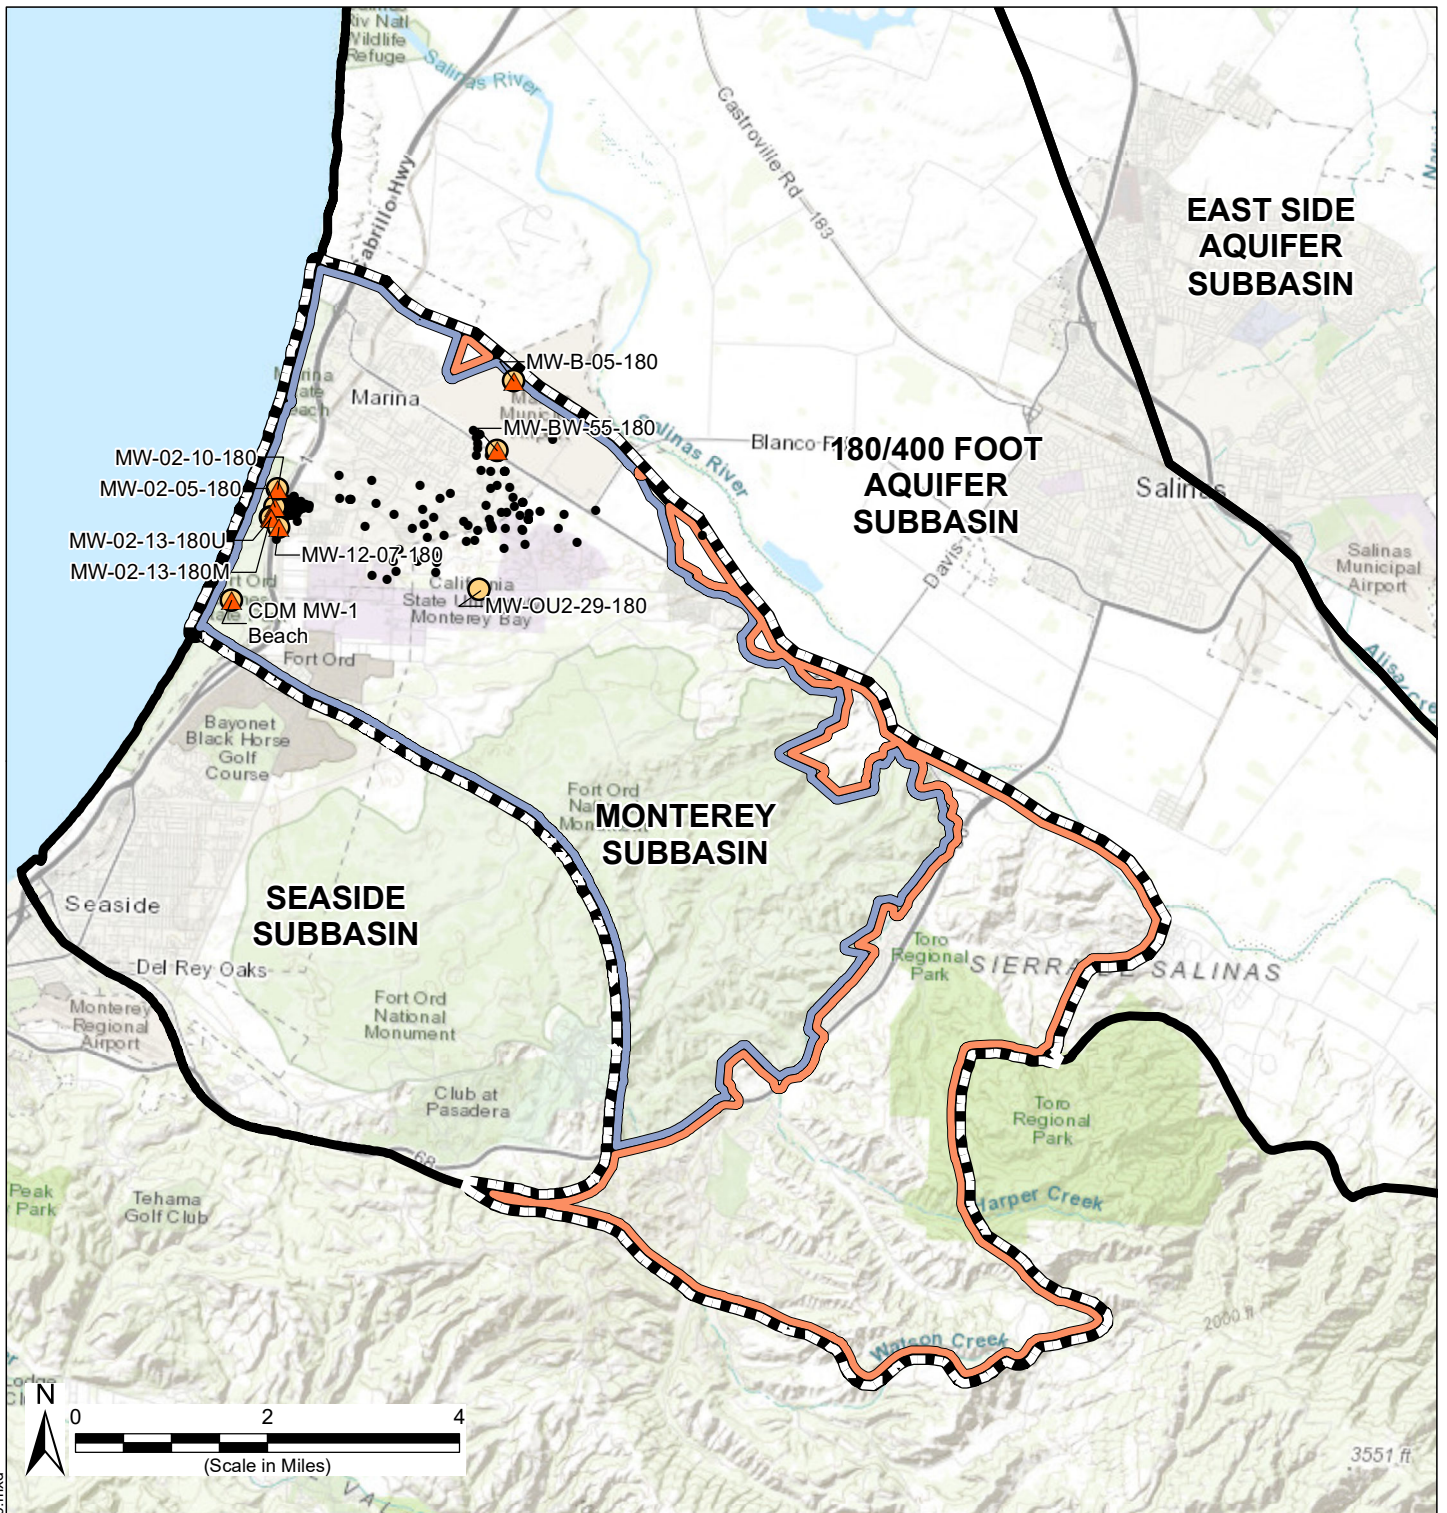 Riv Natl
Wildlife
Refuge
Salinas River
Castroville Rd
183
Cabrillo Hwy
EAST SIDE
AQUIFER
SUBBASIN
MW-B-05-180
Marina
MW-BW-55-180
Salinas River
Blanco
180/400 FOOT
AQUIFER
SUBBASIN
Salinas
MW-02-10-180
MW-02-05-180
MW-02-13-180U
MW-12-07-180
MW-02-13-180M
Davis
Salinas
Municipal
Airport
California
State
Monterey Bay
MW-OU2-29-180
CDM MW-1
Beach
Fort Ord
Bayonet
Black Horse
Golf
Course
Fort Ord
MONTEREY
SUBBASIN
SEASIDE
SUBBASIN
Seaside
Del Rey Oaks
Toro
Regional
Park
SIERRA DE SALINAS
Monterey
Regional
Airport
Fort Ord
National
Monument
Club at
Pasadera
Toro
Regional
Park
68
Peak
Park
Tehama
Golf Club
Harper Creek
Watson Creek
2000 ft
N
0 2 4
(Scale in Miles)
3551 ft